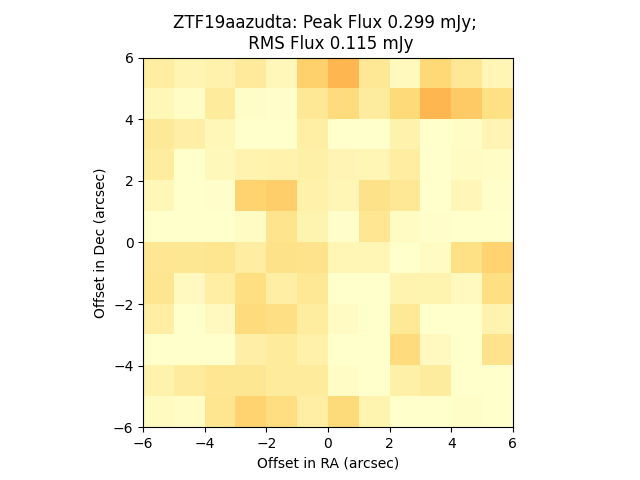 ZTF19aazudta: Peak Flux 0.299 mJy;
RMS Flux 0.115 mJy
6
4
2
0
−2
−4
−6
Offset in Dec (arcsec)
−6 −4 −2 0 2 4 6
Offset in RA (arcsec)